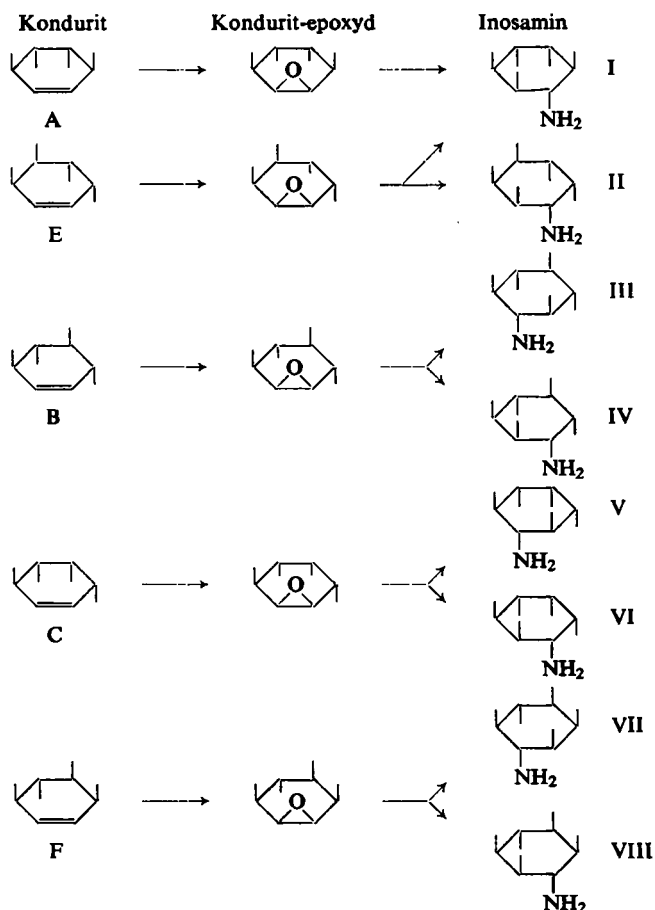 Kondurit Kondurit-epoxyd Inosamin
O I
A NH₂
O II
E NH₂
III
O NH₂
B IV
NH₂
V
NH₂
O
C VI
NH₂
VII
O NH₂
F VIII
NH₂